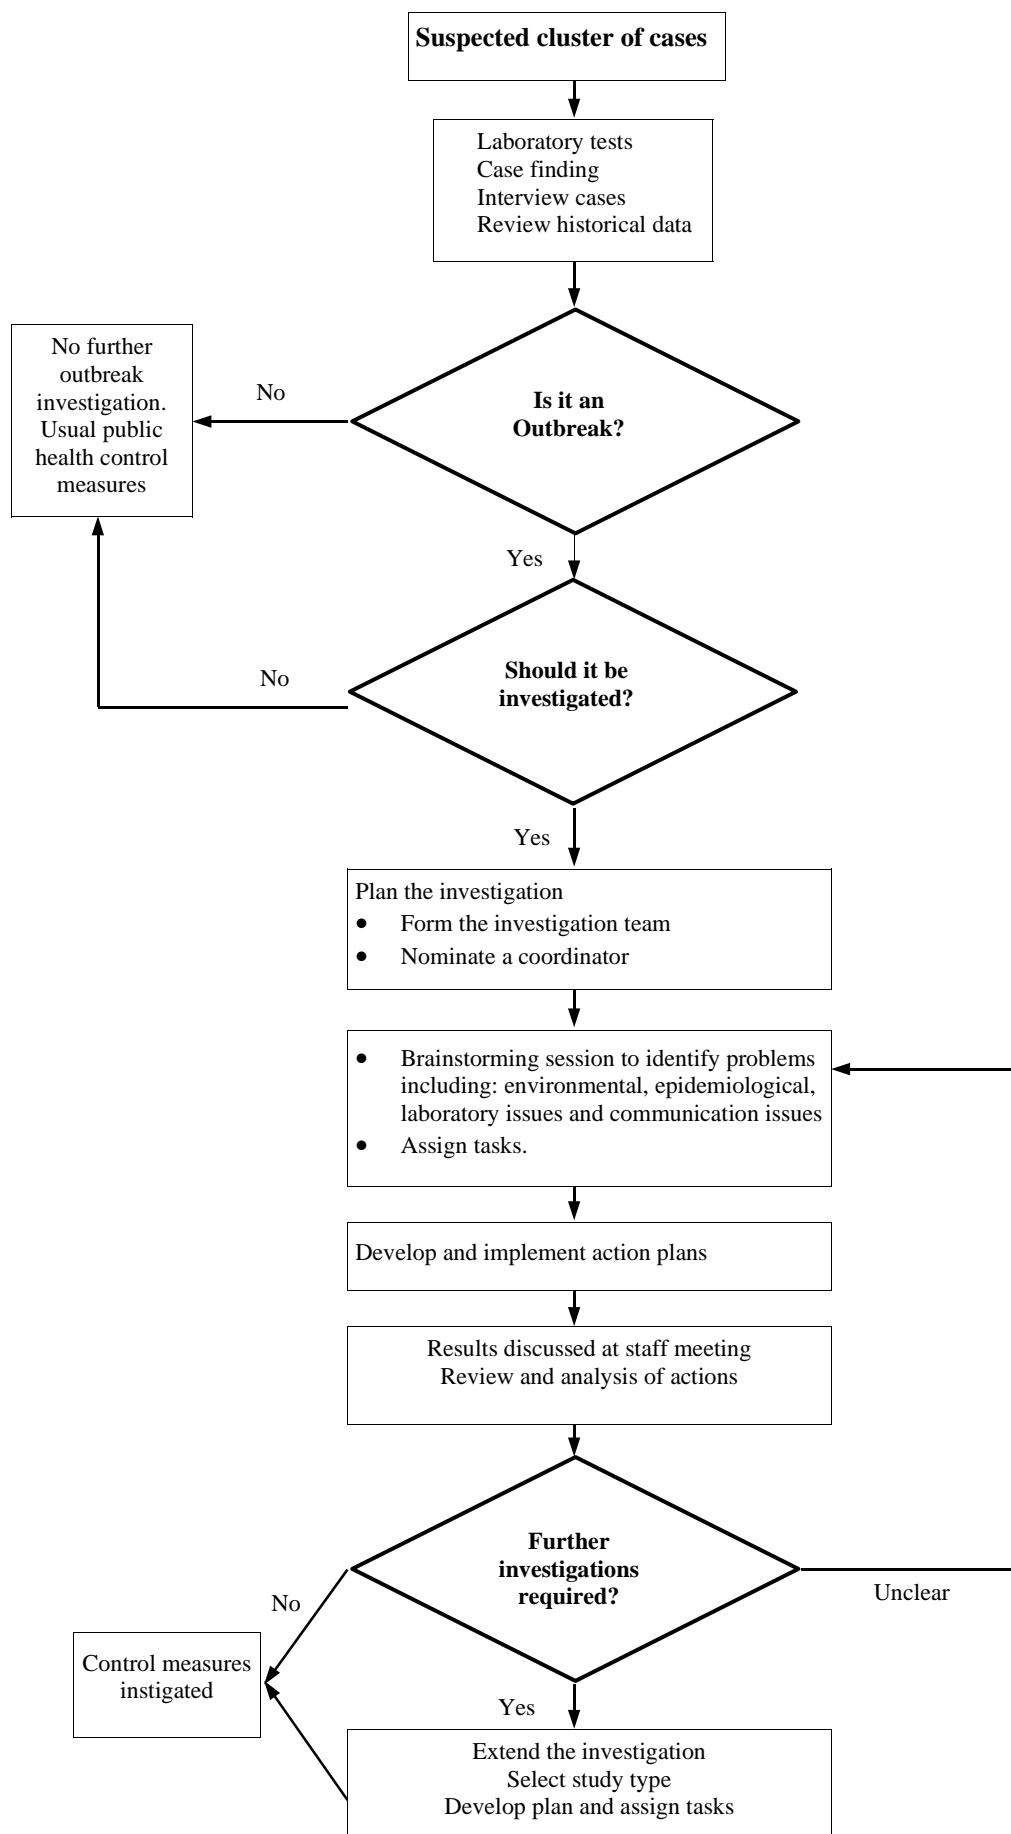 Suspected cluster of cases
Laboratory tests
Case finding
Interview cases
Review historical data
No further
outbreak
investigation.
Usual public
health control
measures
No
Is it an
Outbreak?
Yes
No
Should it be
investigated?
Yes
Plan the investigation
• Form the investigation team
• Nominate a coordinator
• Brainstorming session to identify problems
including: environmental, epidemiological,
laboratory issues and communication issues
• Assign tasks.
Develop and implement action plans
Results discussed at staff meeting
Review and analysis of actions
Further
investigations
required?
Unclear
No
Control measures
instigated
Yes
Extend the investigation
Select study type
Develop plan and assign tasks